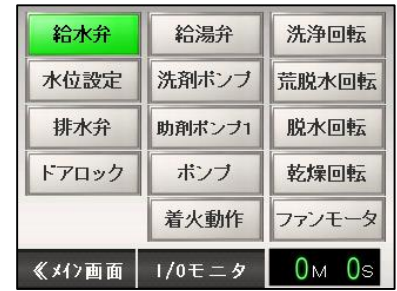 給水弁 給湯弁 洗浄回転
水位設定 洗剤ポンプ 荒脱水回転
排水弁 助剤ポンプ1 脱水回転
ドアロック ポンプ 乾燥回転
着火動作 ファンモータ
≪メイン画面 I/Oモニタ 0M 0S